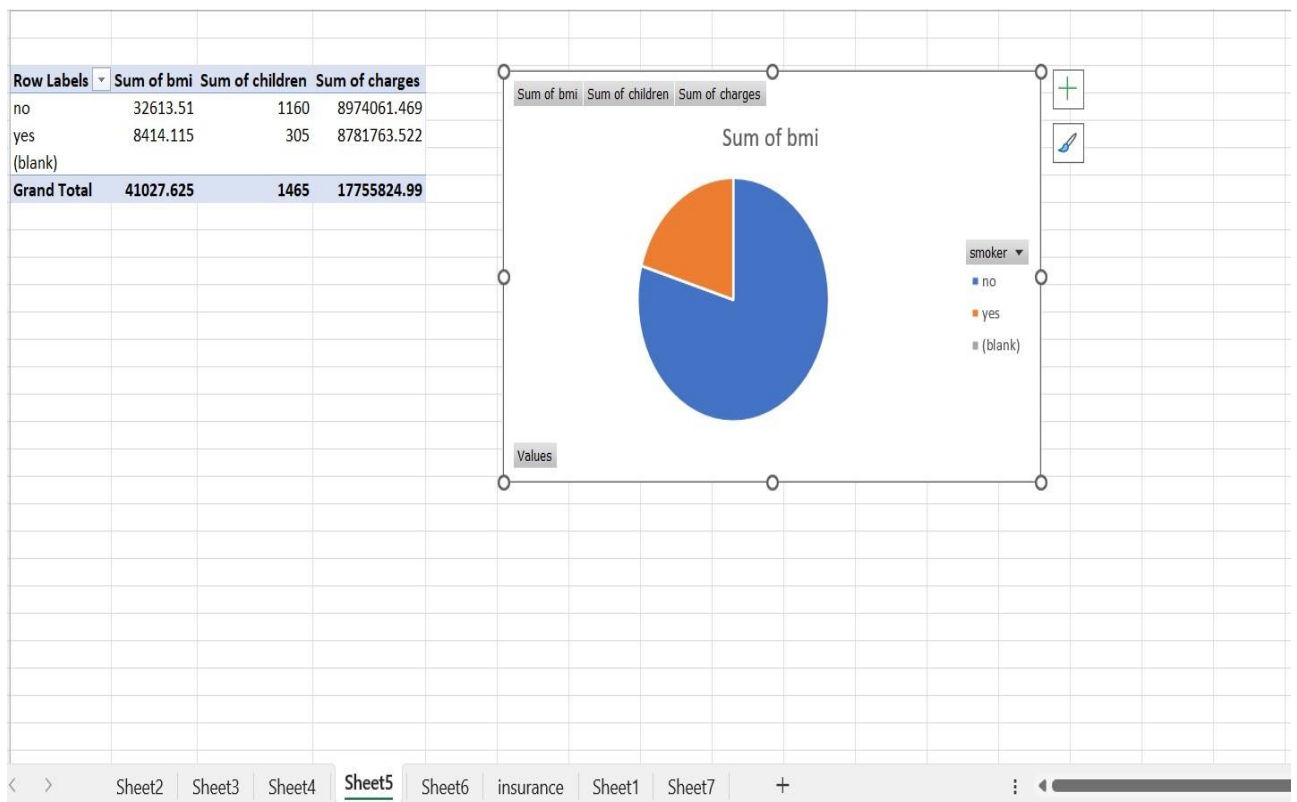 Row Labels Sum of bmi Sum of children Sum of charges
no 32613.51 1160 8974061.469
yes 8414.115 305 8781763.522
(blank)
Grand Total 41027.625 1465 17755824.99
Sum of bmi Sum of children Sum of charges
Sum of bmi
smoker
no
yes
(blank)
Values
Sheet2 Sheet3 Sheet4 Sheet5 Sheet6 insurance Sheet1 Sheet7